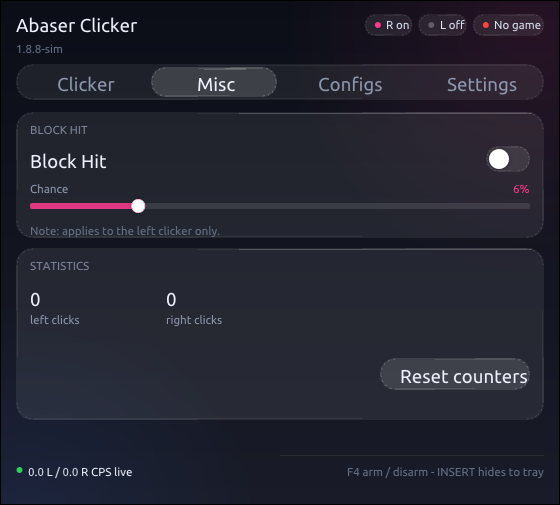 Abaser Clicker
R on
L off
No game
1.8.8-sim
Clicker
Misc
Configs
Settings
BLOCK HIT
Block Hit
Chance
6%
Note: applies to the left clicker only.
STATISTICS
0
0
left clicks
right clicks
Reset counters
0.0 L / 0.0 R CPS live
F4 arm / disarm - INSERT hides to tray